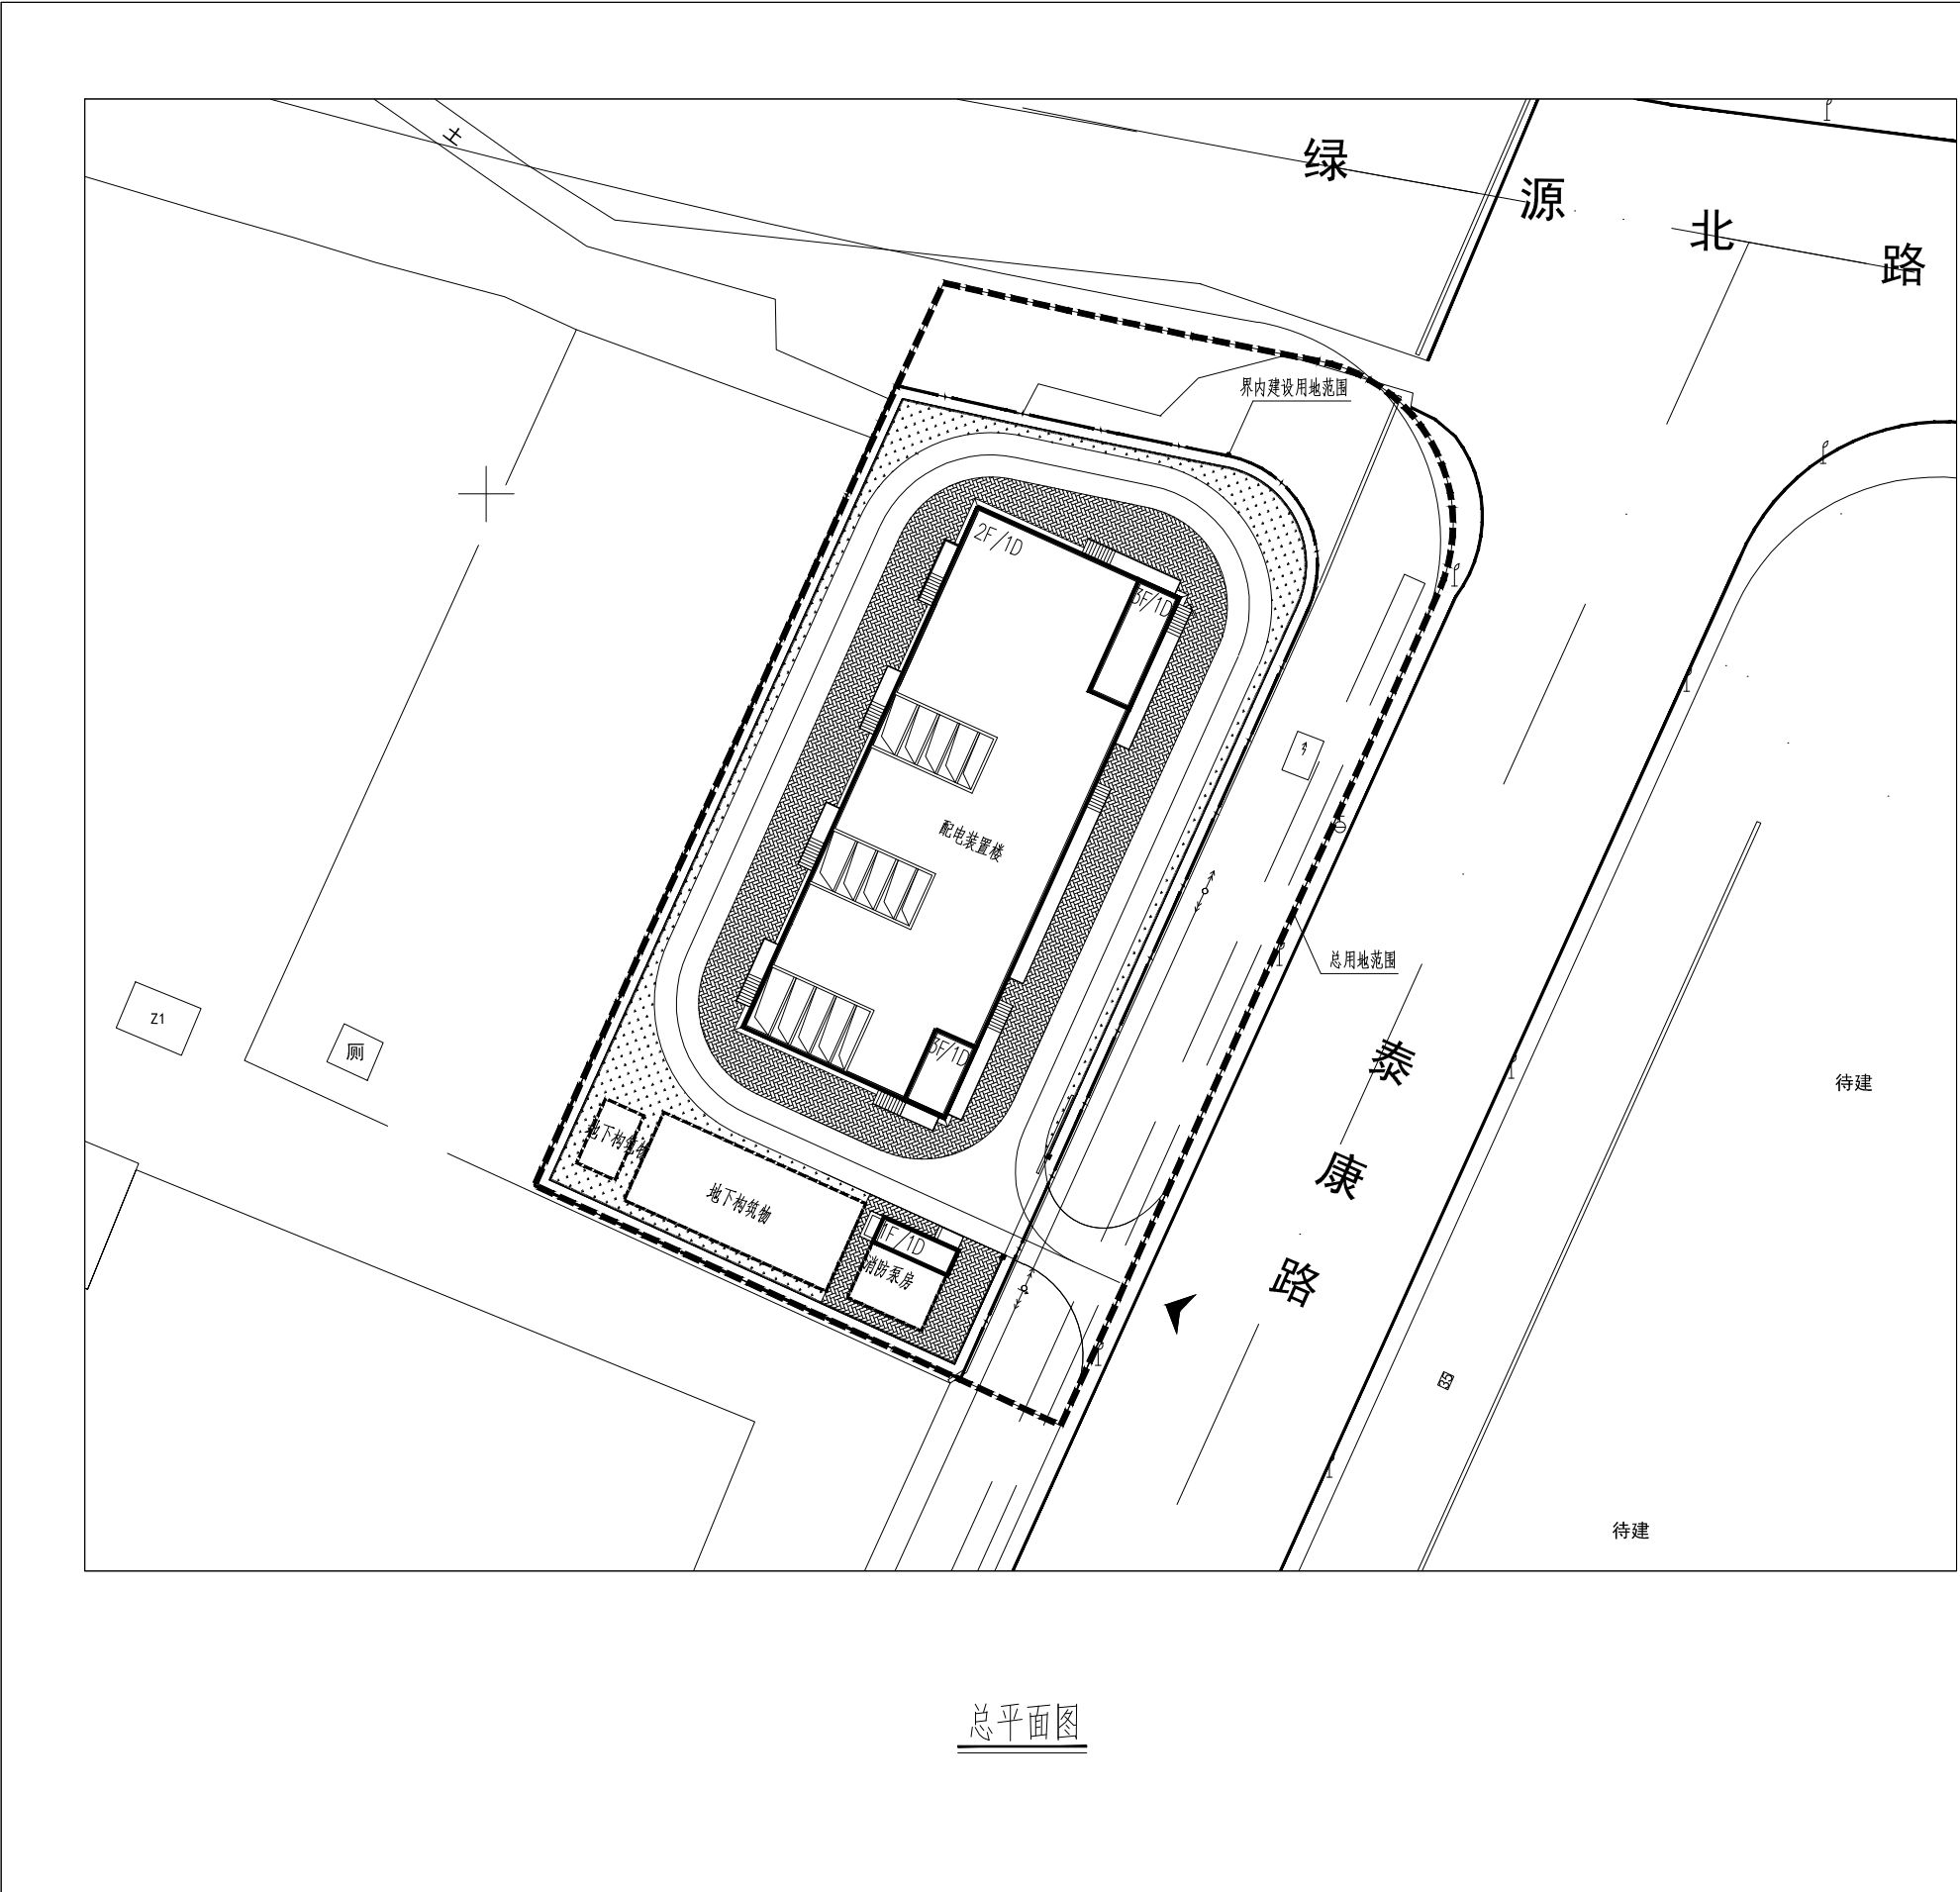 土
绿源北路
界内建设用地范围
2F/1D
3F/1D
配电装置楼
总用地范围
Z1
厕
3F/1D
泰康路
待建
地下构筑物
地下构筑物
1F/1D
消防泵房
35
待建
总平面图